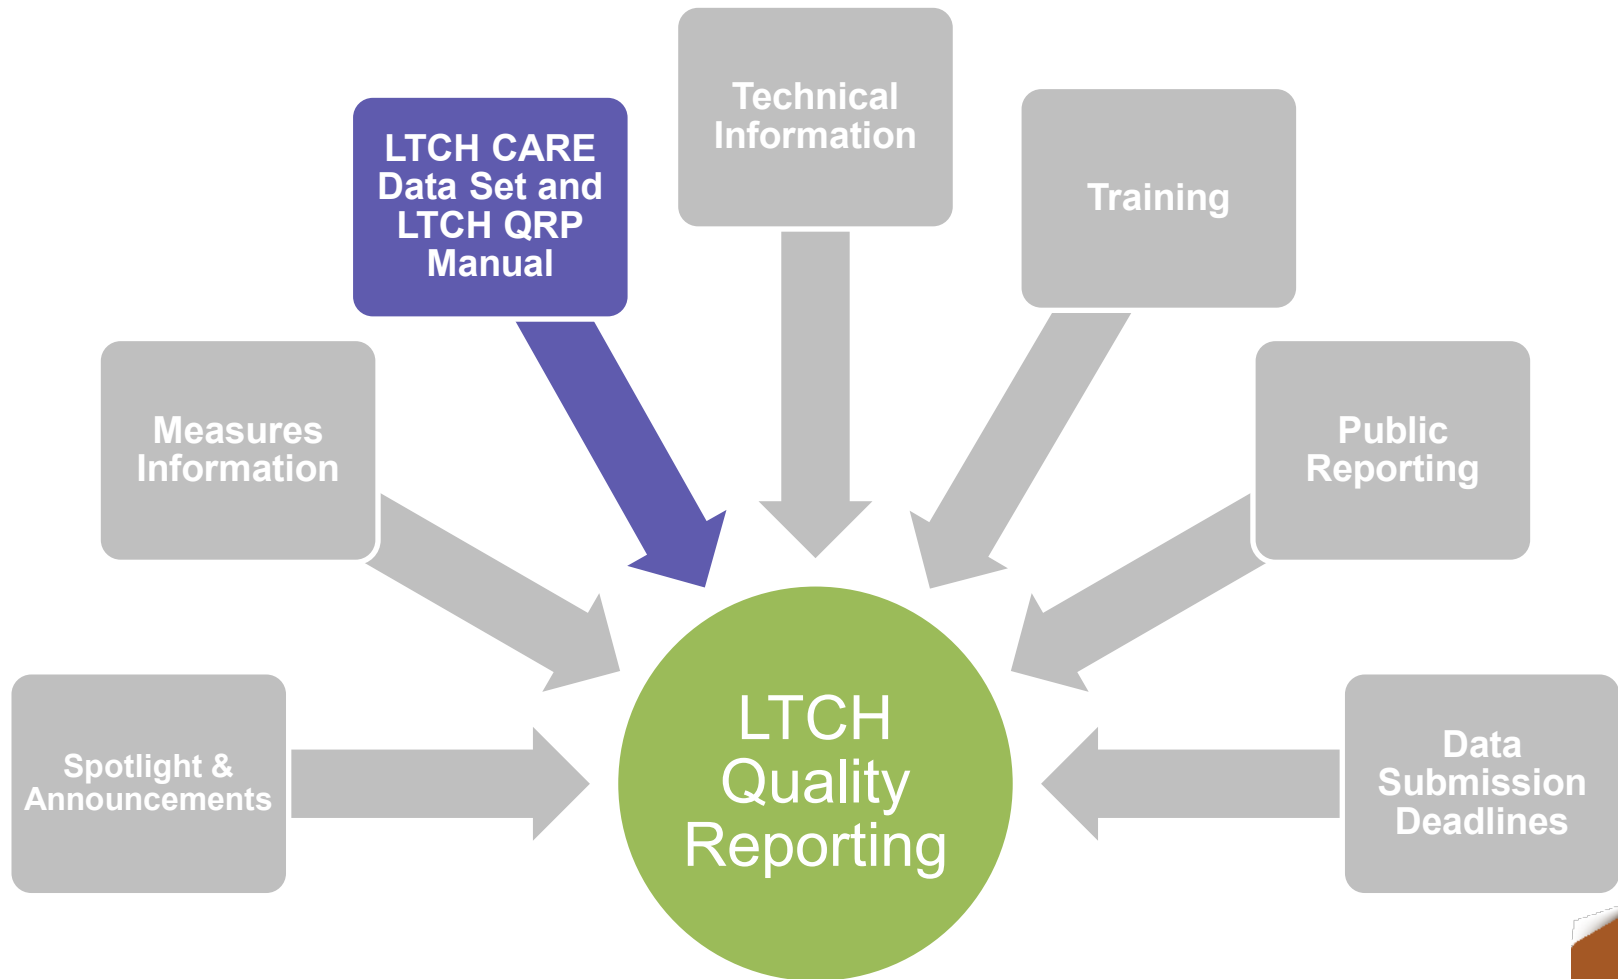 Technical
Information
LTCH CARE
Data Set and
LTCH QRP
Manual
Training
Measures
Information
Public
Reporting
Spotlight &
Announcements
LTCH
Quality
Reporting
Data
Submission
Deadlines